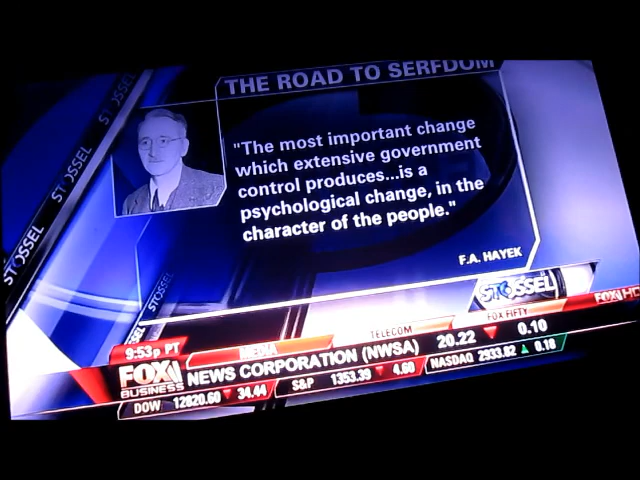 THE ROAD TO SERFDOM
"The most important change
which extensive government
control produces...is a
psychological change, in the
character of the people."
F.A. HAYEK
STOSSEL
STOSSEL
STOSSEL
STOSSEL
STOSSEL
9:53p PT
MEDIA
TELECOM
FOX FIFTY
FOX
BUSINESS
NEWS CORPORATION (NWSA) 20.22 ▼ 0.10
DOW 12820.60 ▼ 34.44 S&P 1353.39 ▼ 4.60 NASDAQ 2933.82 ▲ 0.18